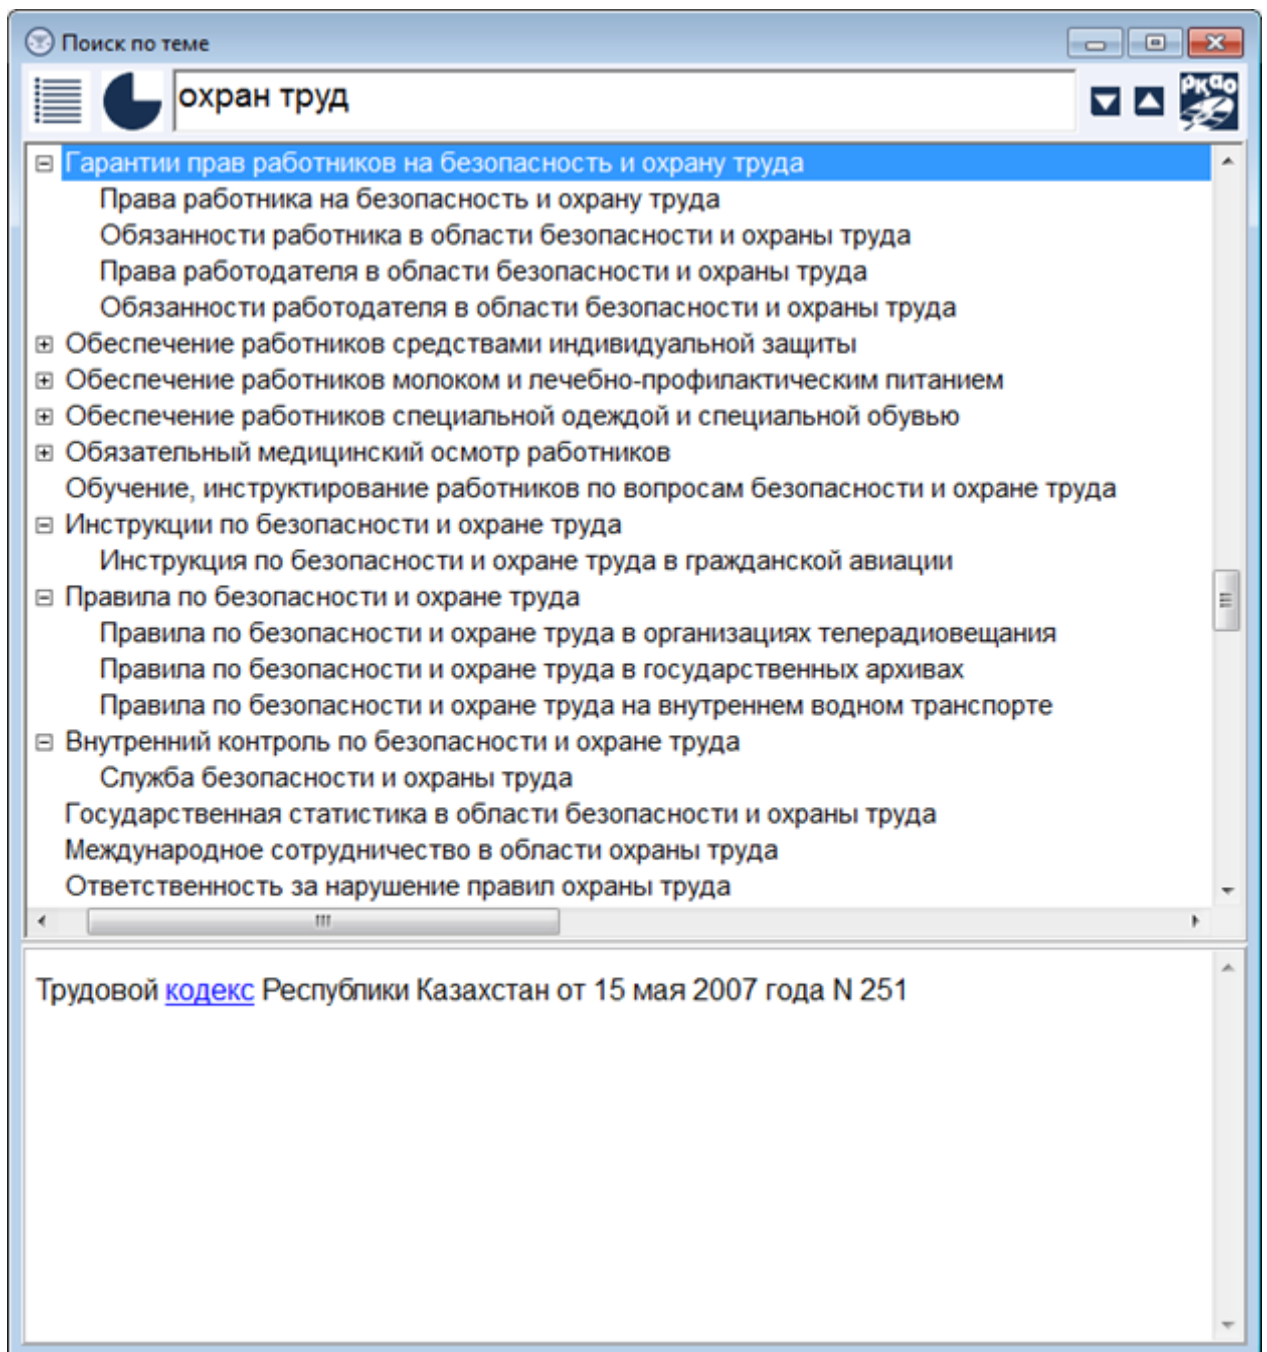 Поиск по теме
охран труд
РКАО
Гарантии прав работников на безопасность и охрану труда
Права работника на безопасность и охрану труда
Обязанности работника в области безопасности и охраны труда
Права работодателя в области безопасности и охраны труда
Обязанности работодателя в области безопасности и охраны труда
Обеспечение работников средствами индивидуальной защиты
Обеспечение работников молоком и лечебно-профилактическим питанием
Обеспечение работников специальной одеждой и специальной обувью
Обязательный медицинский осмотр работников
Обучение, инструктирование работников по вопросам безопасности и охране труда
Инструкции по безопасности и охране труда
Инструкция по безопасности и охране труда в гражданской авиации
Правила по безопасности и охране труда
Правила по безопасности и охране труда в организациях телерадиовещания
Правила по безопасности и охране труда в государственных архивах
Правила по безопасности и охране труда на внутреннем водном транспорте
Внутренний контроль по безопасности и охране труда
Служба безопасности и охраны труда
Государственная статистика в области безопасности и охраны труда
Международное сотрудничество в области охраны труда
Ответственность за нарушение правил охраны труда
Трудовой кодекс Республики Казахстан от 15 мая 2007 года N 251